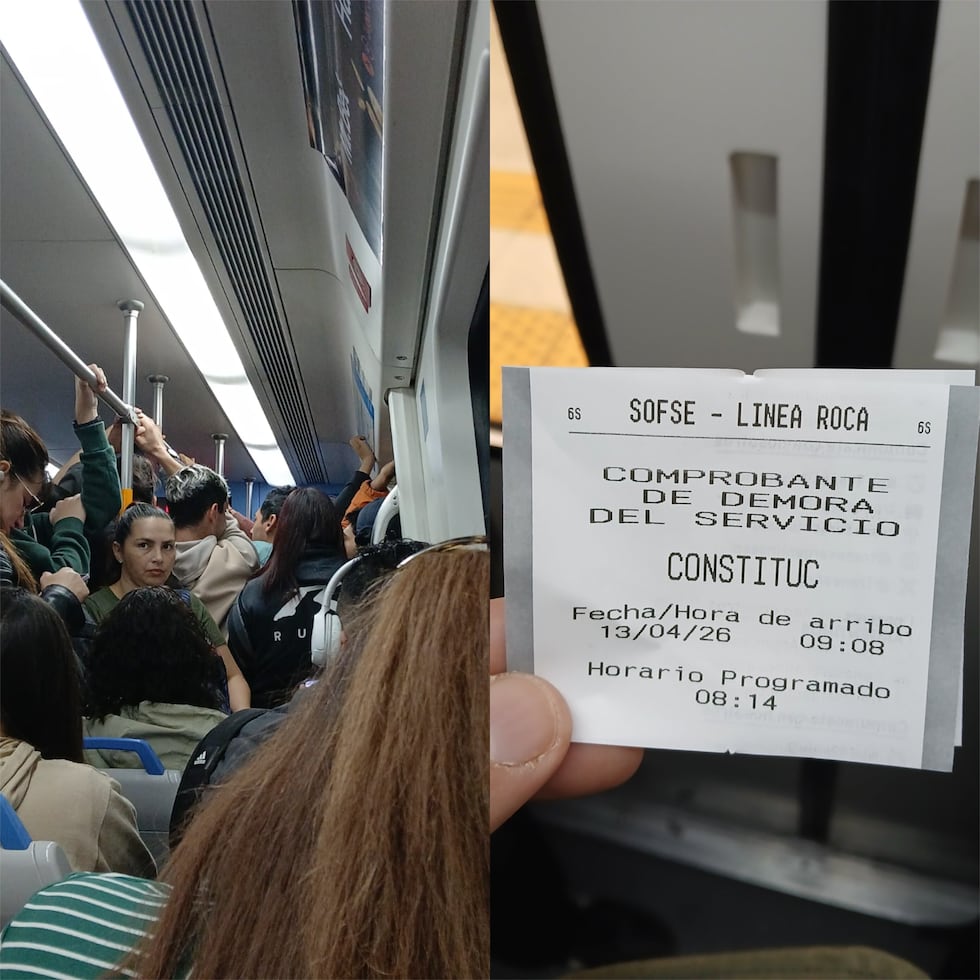 RU
6S SOFSE - LINEA ROCA 6S
COMPROBANTE
DE DEMORA
DEL SERVICIO
CONSTITUC
Fecha/Hora de arribo
13/04/26 09:08
Horario Programado
08:14